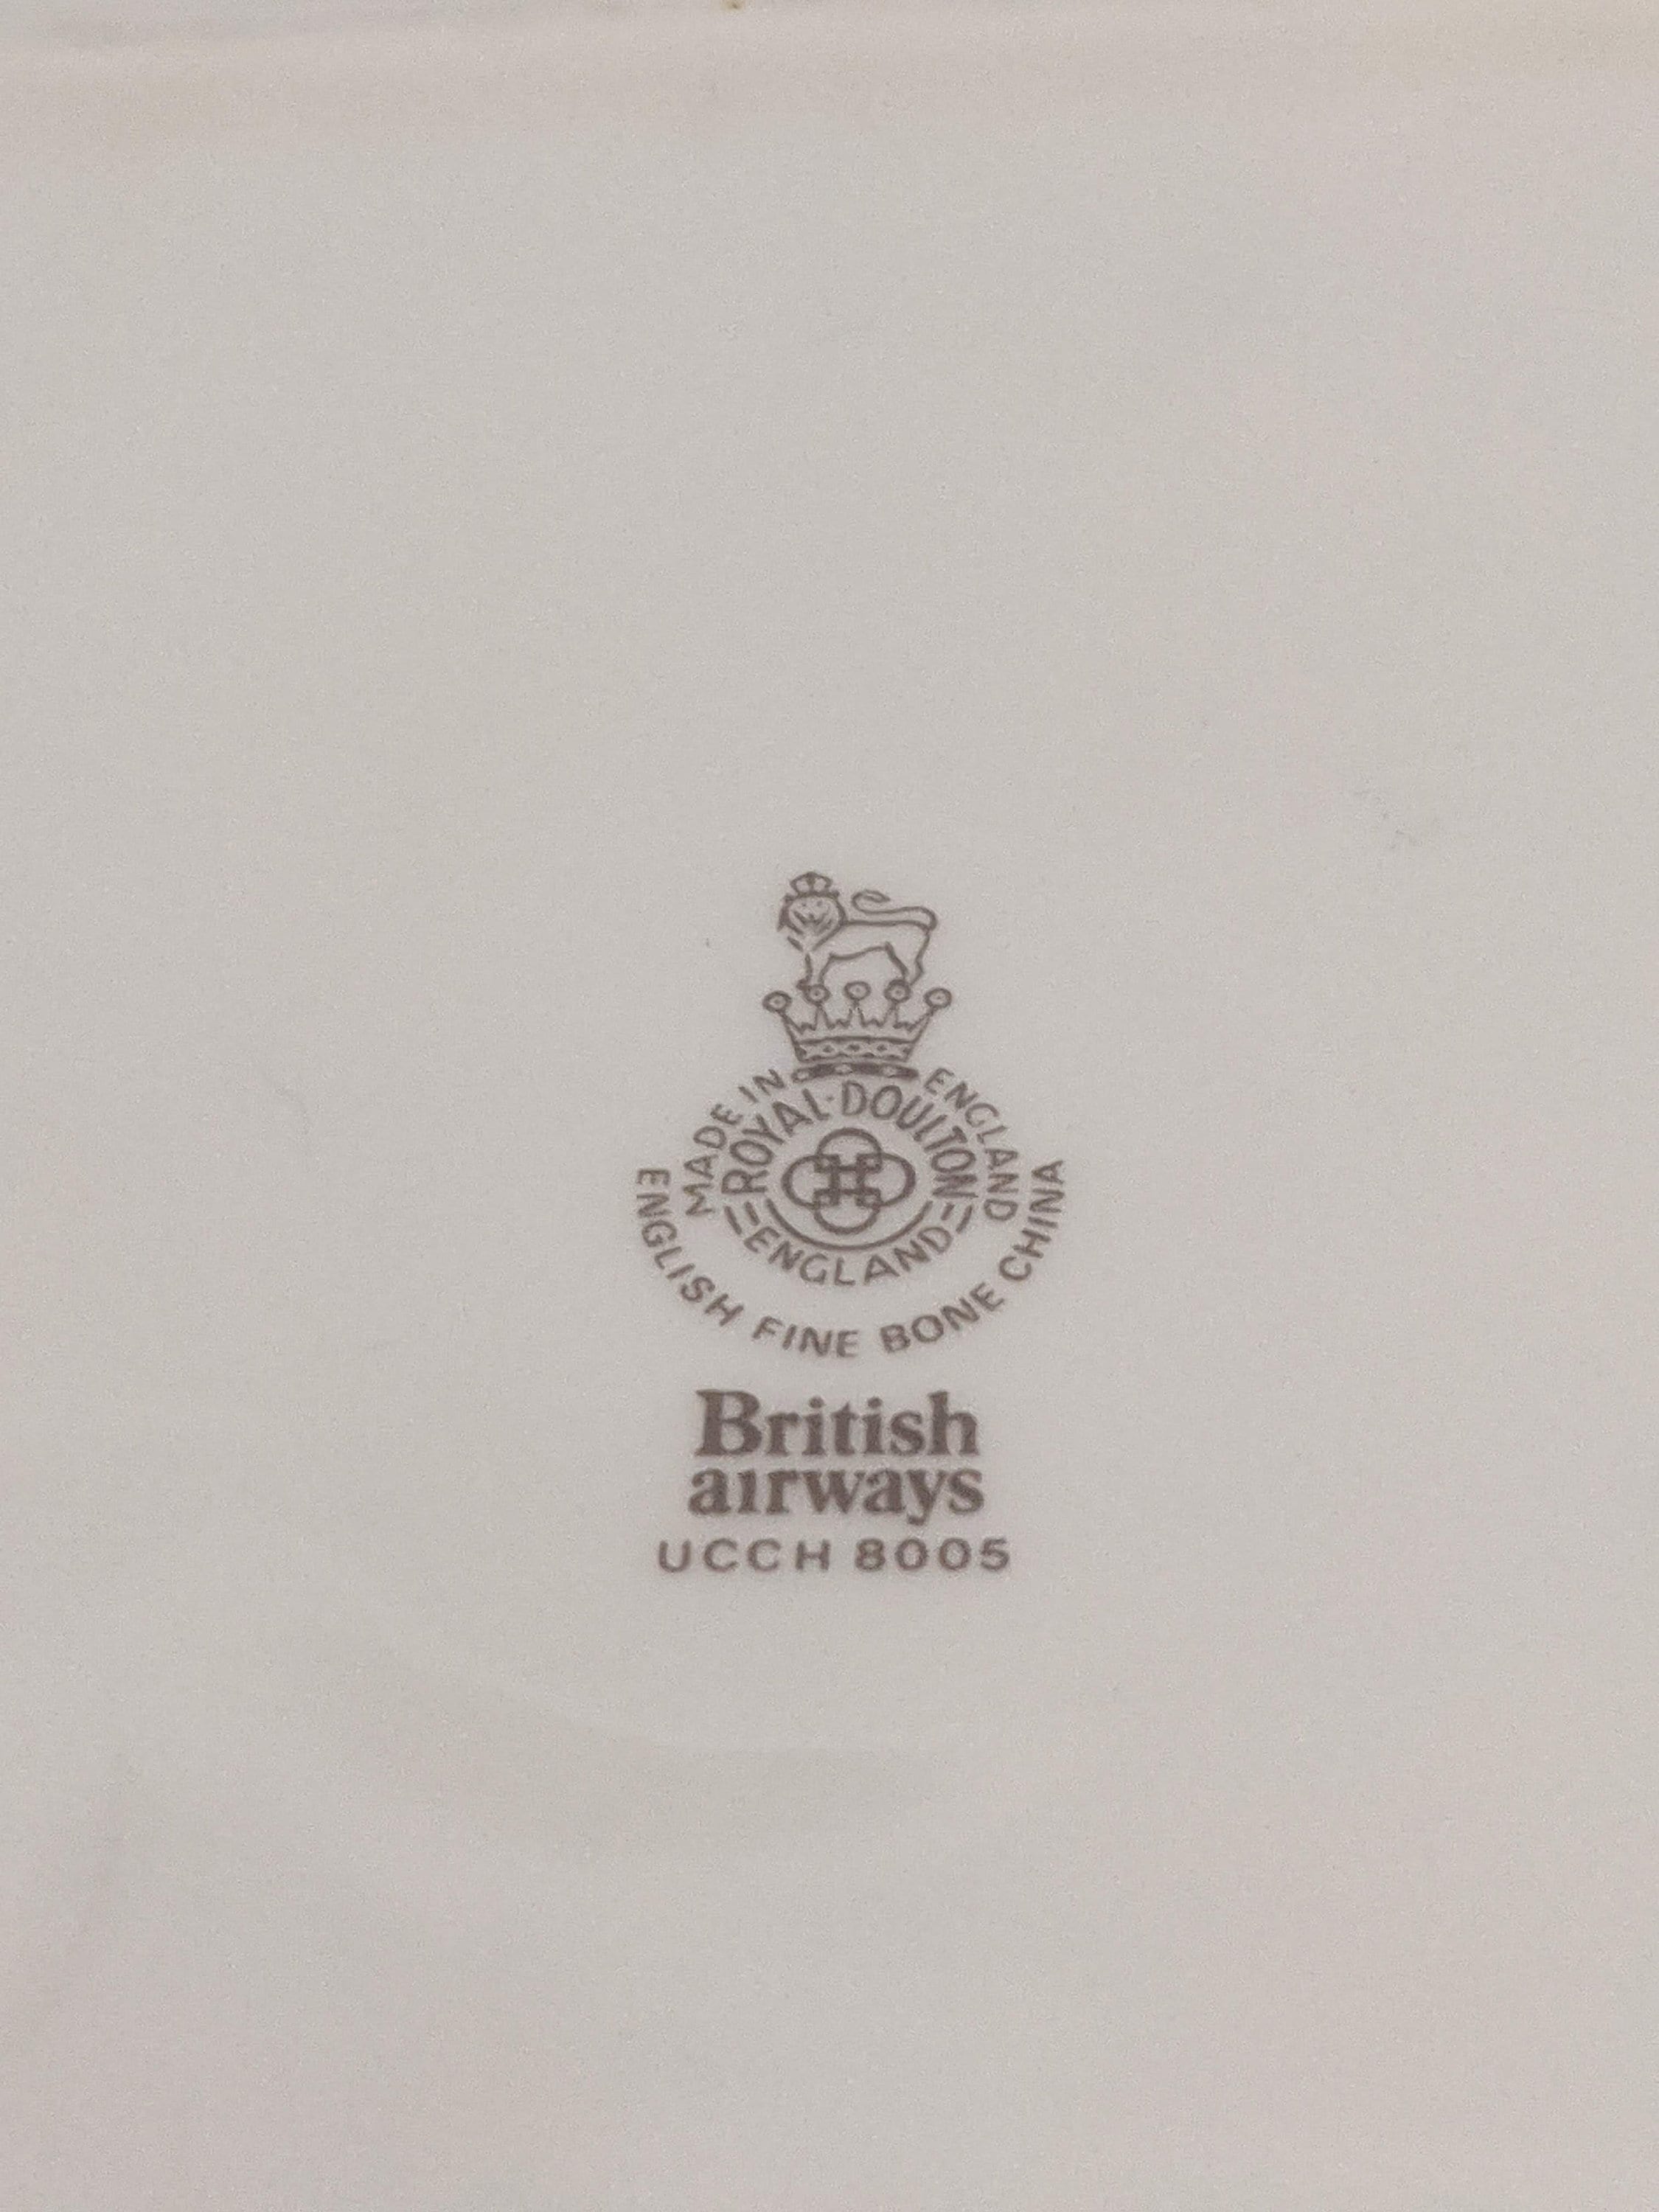 MADE IN ENGLAND
ROYAL·DOULTON
ENGLAND
ENGLISH FINE BONE CHINA
British
airways
UCCH 8005